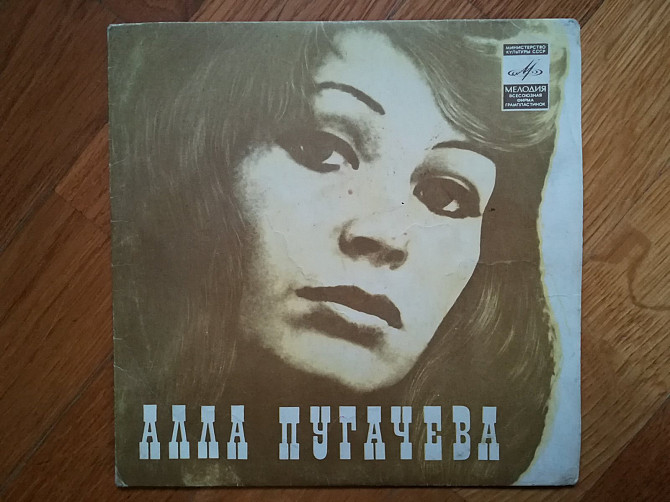 МИНИСТЕРСТВО
КУЛЬТУРЫ СССР
МЕЛОДИЯ
ВСЕСОЮЗНАЯ
ФИРМА
ГРАМПЛАСТИНОК
АЛЛА ПУГАЧЕВА